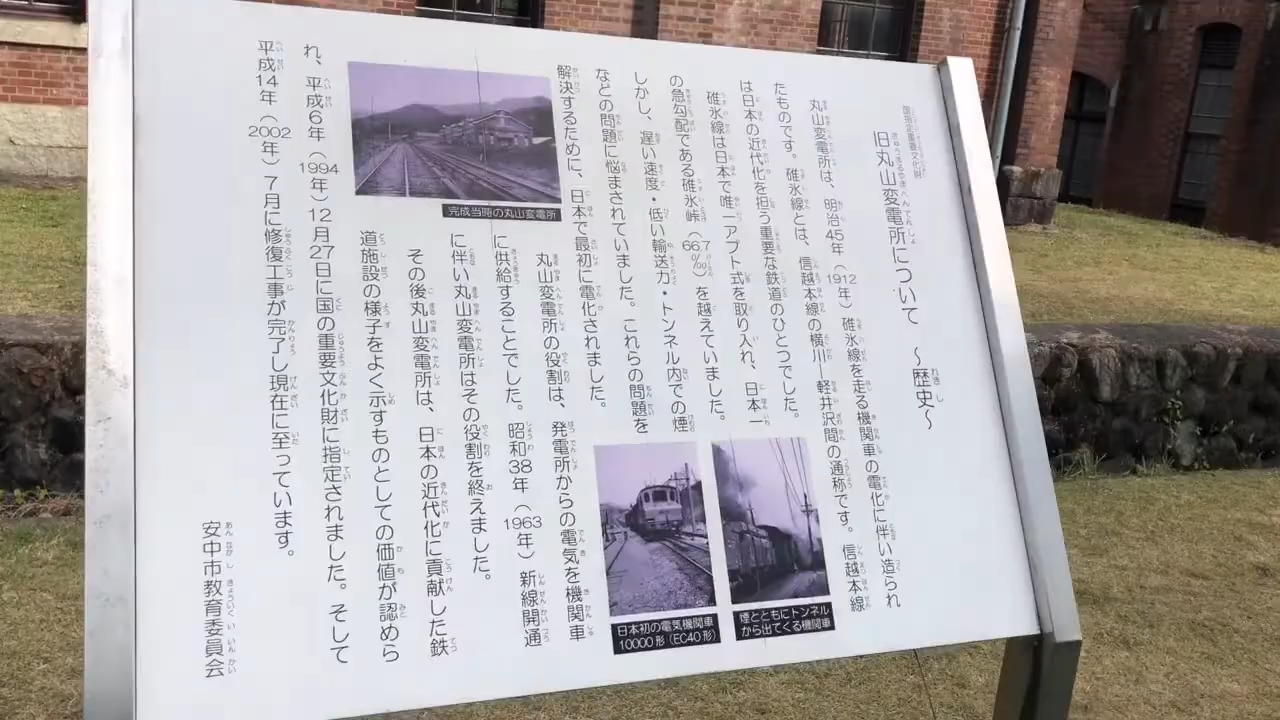 国指定重要文化財
旧丸山変電所について　～歴史～
丸山変電所は、明治45年（1912年）碓氷線を走る機関車の電化に伴い造られ
たものです。碓氷線とは、信越本線の横川―軽井沢間の通称です。信越本線
は日本の近代化を担う重要な鉄道のひとつでした。
碓氷線は日本で唯一アプト式を取り入れ、日本一
の急勾配である碓氷峠（66.7‰）を越えていました。
しかし、遅い速度・低い輸送力・トンネル内での煙
などの問題に悩まされていました。これらの問題を
解決するために、日本で最初に電化されました。
丸山変電所の役割は、発電所からの電気を機関車
に供給することでした。昭和38年（1963年）新線開通
に伴い丸山変電所はその役割を終えました。
その後丸山変電所は、日本の近代化に貢献した鉄
道施設の様子をよく示すものとしての価値が認めら
れ、平成6年（1994年）12月27日に国の重要文化財に指定されました。そして
平成14年（2002年）7月に修復工事が完了し現在に至っています。
安中市教育委員会
完成当時の丸山変電所
煙とともにトンネル
から出てくる機関車
日本初の電気機関車
10000形（EC40形）